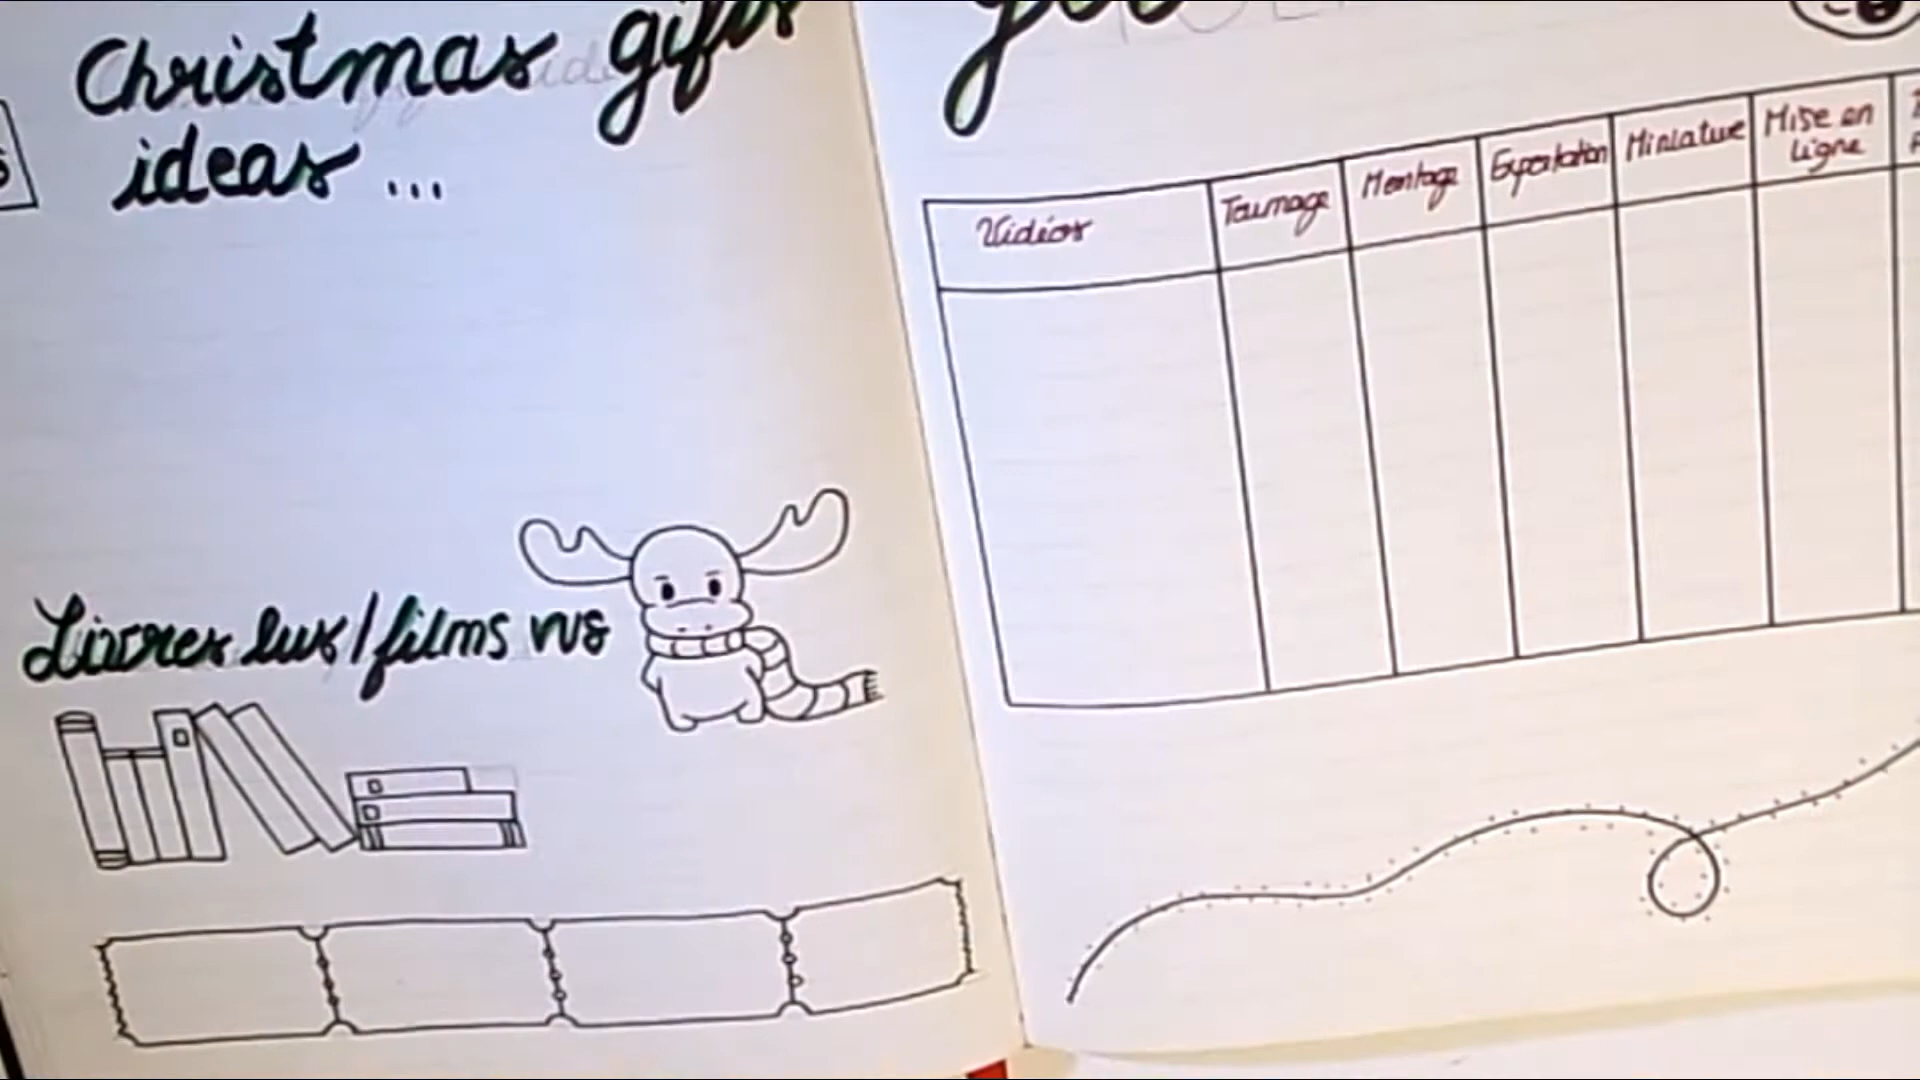 Christmas gifts
ideas ...
Livres lus/films vus
Vidéos
Tournage
Montage
Exportation
Miniature
Mise en
ligne